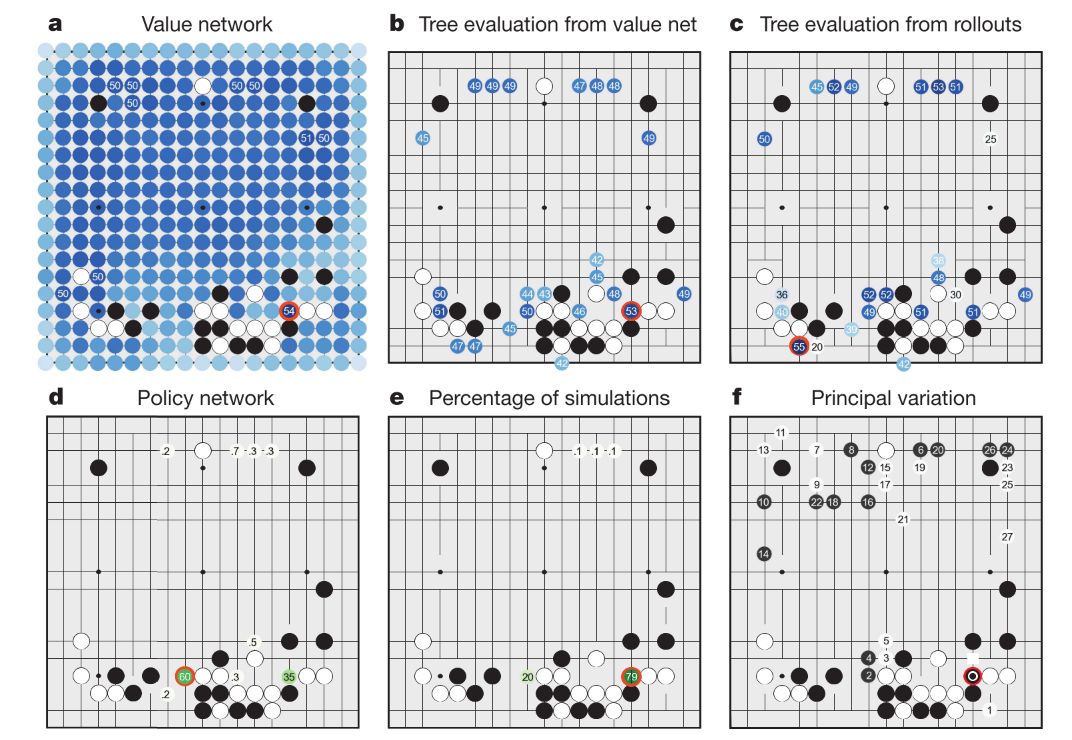 a Value network
b Tree evaluation from value net
c Tree evaluation from rollouts
50 50 50 50
50
51 50
50
50
54
49 49 49 47 48 48
45 49
42
45
50 44 43 48 49
51 50 46 53
45
47 47
42
45 52 49 51 53 51
50 25
38
48
36 52 52 30 49
40 49 51 51
39
55 20
42
d Policy network
e Percentage of simulations
f Principal variation
.2 .7 .3 .3
.5
60 .3 35
.2
.1 .1 .1
20 79
11
13 7 8 6 20 26 24
12 15 19 23
9 17 25
10 22 18 16
21
27
14
5
4 3
2
1